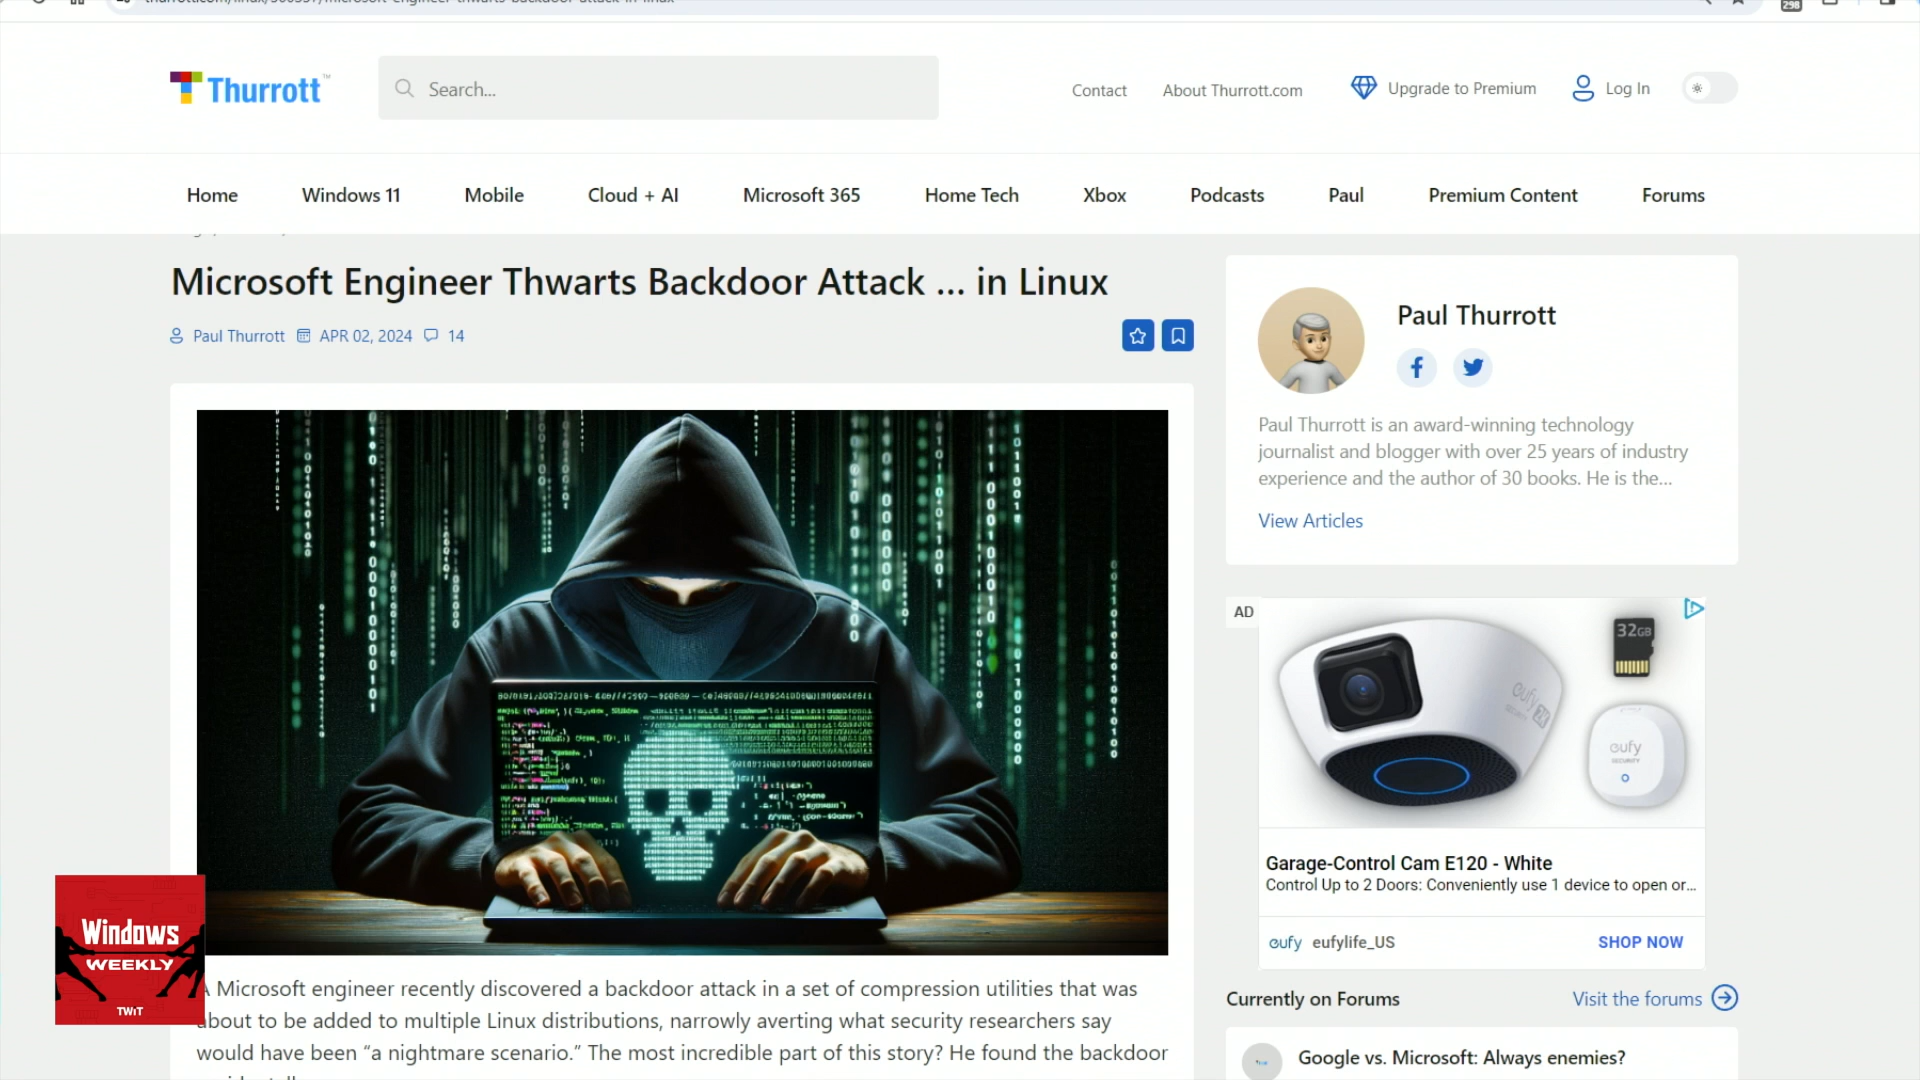 298
Thurrott™
Search...
Contact
About Thurrott.com
Upgrade to Premium
Log In
Home
Windows 11
Mobile
Cloud + AI
Microsoft 365
Home Tech
Xbox
Podcasts
Paul
Premium Content
Forums
Microsoft Engineer Thwarts Backdoor Attack ... in Linux
Paul Thurrott APR 02, 2024 14
A Microsoft engineer recently discovered a backdoor attack in a set of compression utilities that was
about to be added to multiple Linux distributions, narrowly averting what security researchers say
would have been “a nightmare scenario.” The most incredible part of this story? He found the backdoor
Windows
WEEKLY
TWiT
Paul Thurrott
Paul Thurrott is an award-winning technology
journalist and blogger with over 25 years of industry
experience and the author of 30 books. He is the...
View Articles
AD
32GB
eufy
SECURITY
2K
eufy
SECURITY
Garage-Control Cam E120 - White
Control Up to 2 Doors: Conveniently use 1 device to open or...
eufy eufylife_US
SHOP NOW
Currently on Forums
Visit the forums
Google vs. Microsoft: Always enemies?